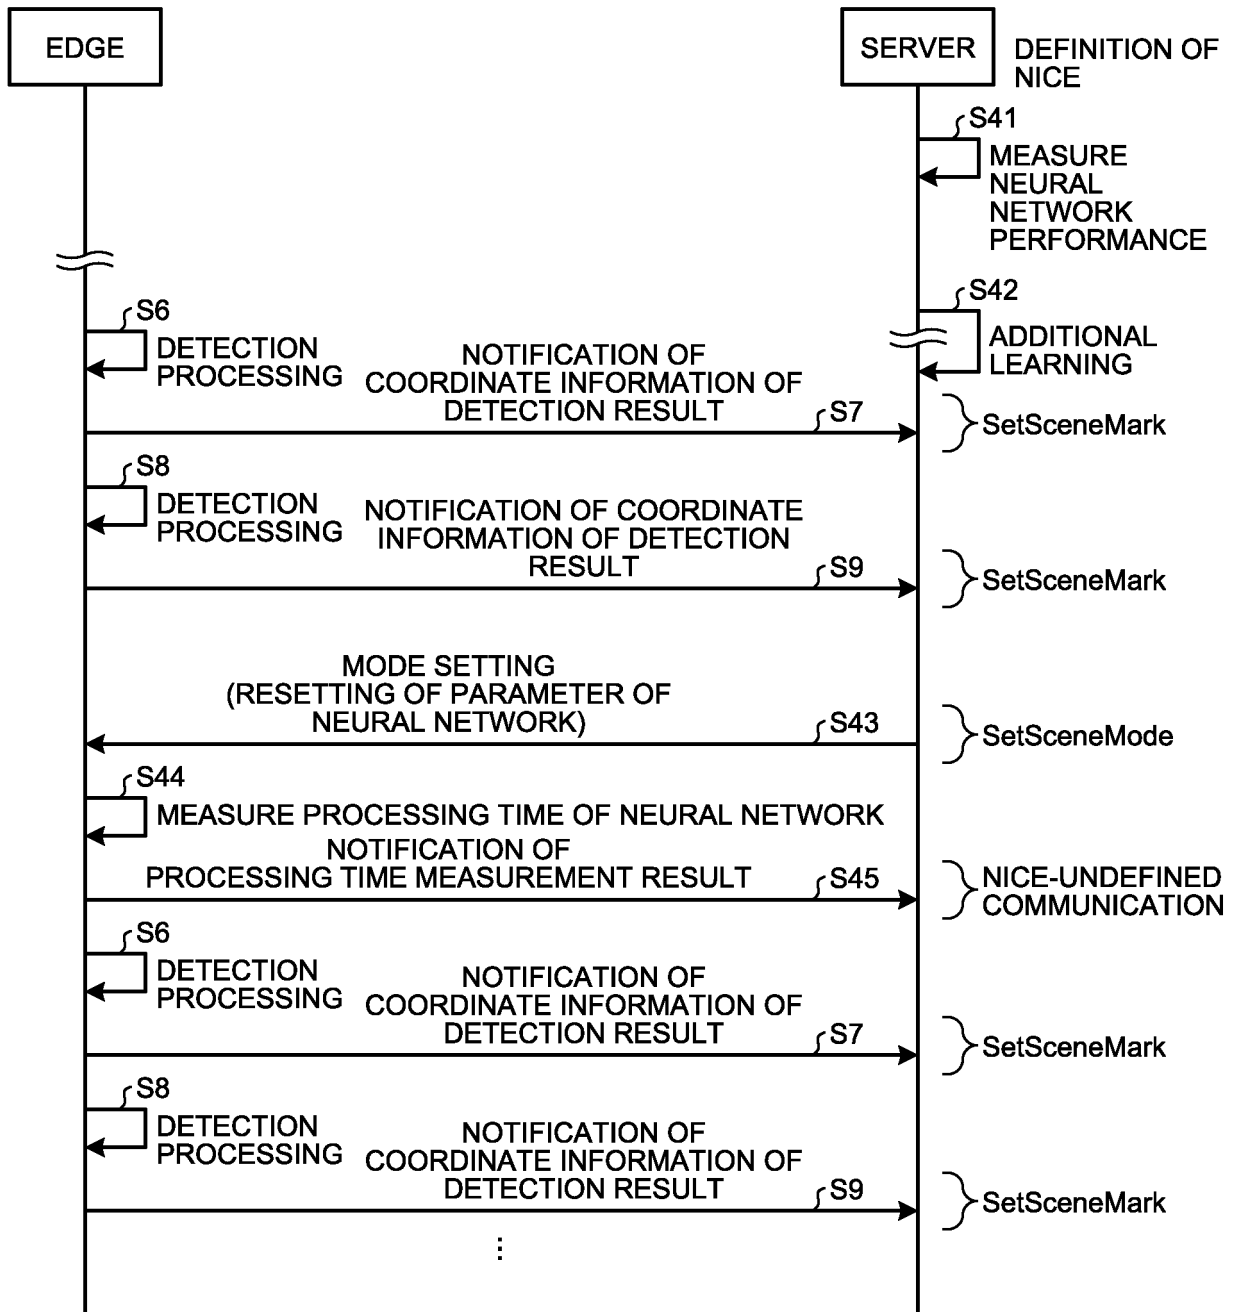 EDGE
SERVER
DEFINITION OF
NICE
S41
MEASURE
NEURAL
NETWORK
PERFORMANCE
S42
ADDITIONAL
LEARNING
S6
DETECTION
PROCESSING
NOTIFICATION OF
COORDINATE INFORMATION OF
DETECTION RESULT
S7
SetSceneMark
S8
DETECTION
PROCESSING
NOTIFICATION OF COORDINATE
INFORMATION OF DETECTION
RESULT
S9
SetSceneMark
MODE SETTING
(RESETTING OF PARAMETER OF
NEURAL NETWORK)
S43
SetSceneMode
S44
MEASURE PROCESSING TIME OF NEURAL NETWORK
NOTIFICATION OF
PROCESSING TIME MEASUREMENT RESULT
S45
NICE-UNDEFINED
COMMUNICATION
S6
DETECTION
PROCESSING
NOTIFICATION OF
COORDINATE INFORMATION OF
DETECTION RESULT
S7
SetSceneMark
S8
DETECTION
PROCESSING
NOTIFICATION OF
COORDINATE INFORMATION OF
DETECTION RESULT
S9
SetSceneMark
⋮